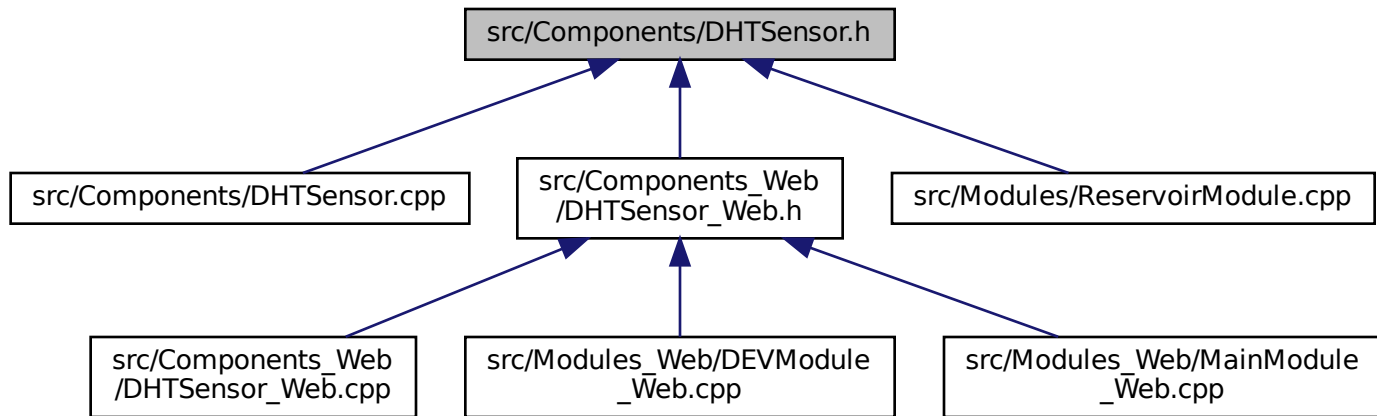 src/Components/DHTSensor.h
src/Components/DHTSensor.cpp
src/Components_Web
/DHTSensor_Web.h
src/Modules/ReservoirModule.cpp
src/Components_Web
/DHTSensor_Web.cpp
src/Modules_Web/DEVModule
_Web.cpp
src/Modules_Web/MainModule
_Web.cpp